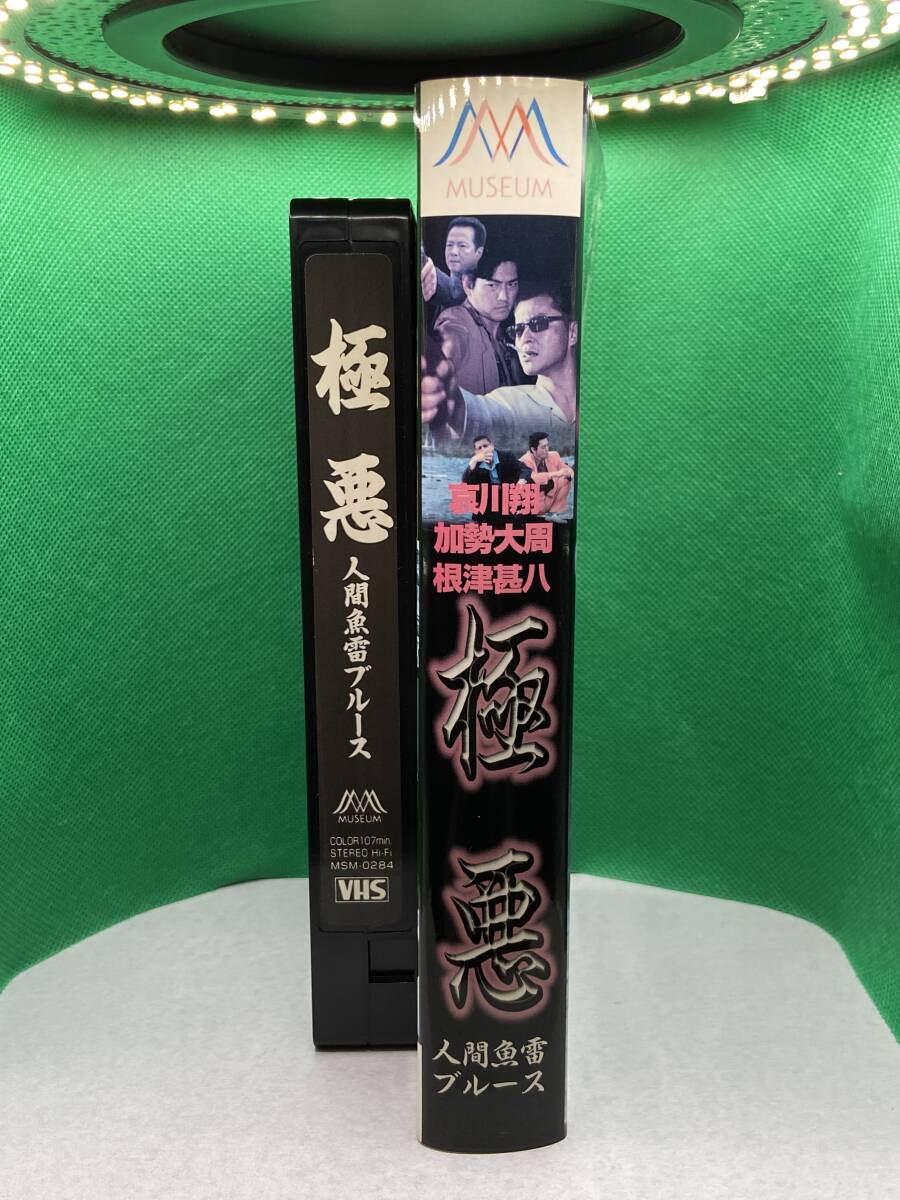 極悪
人間魚雷ブルース
MUSEUM
COLOR107min.
STEREO Hi-Fi
MSM-0284
VHS
MUSEUM
哀川翔
加勢大周
根津甚八
極悪
人間魚雷
ブルース